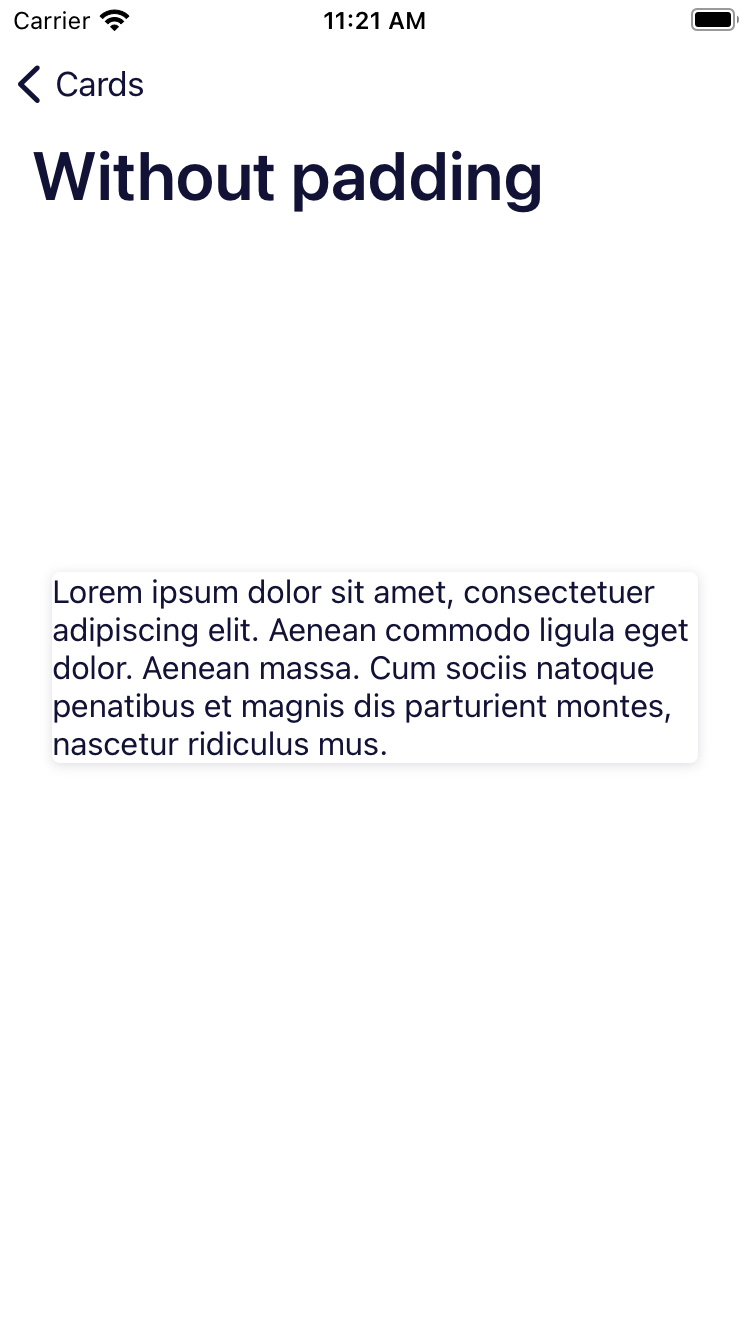 Carrier 11:21 AM
Cards
Without padding
Lorem ipsum dolor sit amet, consectetuer
adipiscing elit. Aenean commodo ligula eget
dolor. Aenean massa. Cum sociis natoque
penatibus et magnis dis parturient montes,
nascetur ridiculus mus.